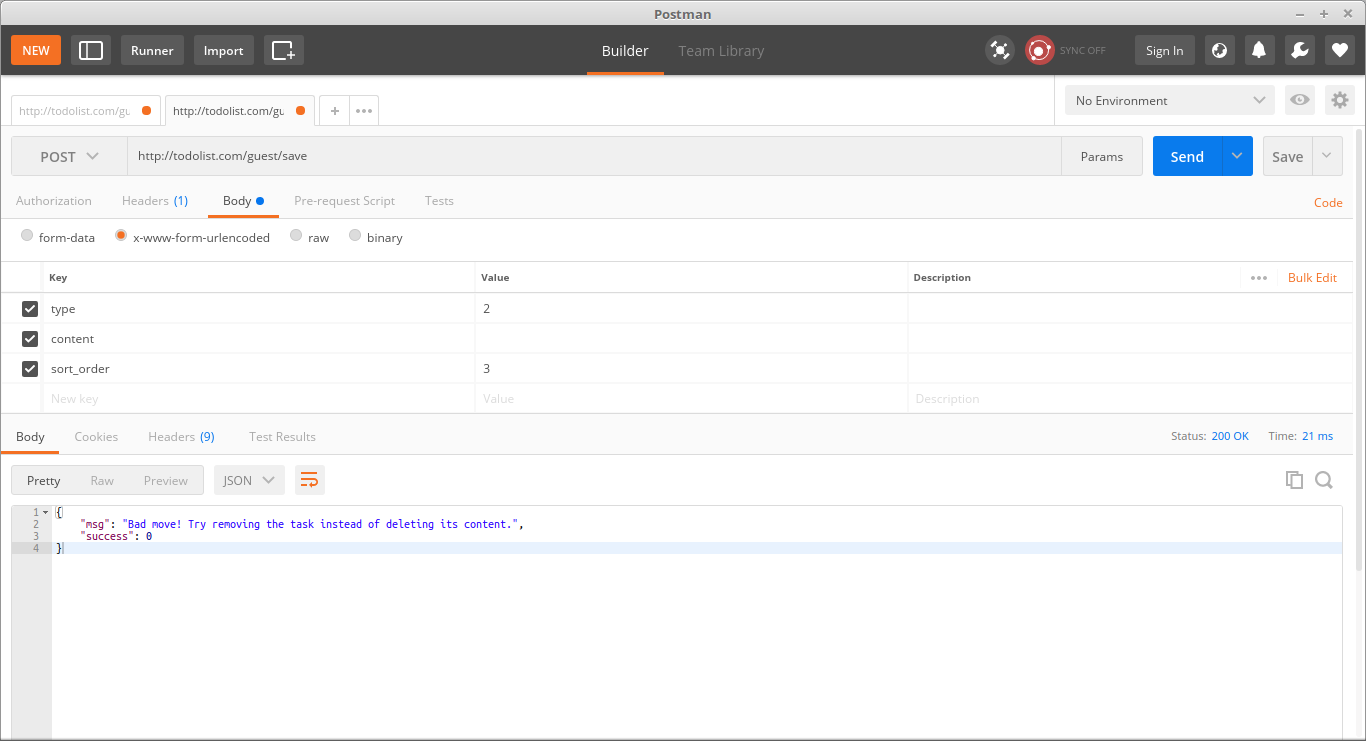 Postman
NEW Runner Import Builder Team Library SYNC OFF Sign In
http://todolist.com/gu http://todolist.com/gu + No Environment
POST http://todolist.com/guest/save Params Send Save
Authorization Headers (1) Body Pre-request Script Tests Code
form-data x-www-form-urlencoded raw binary
Key Value Description Bulk Edit
type 2
content
sort_order 3
New key Value Description
Body Cookies Headers (9) Test Results Status: 200 OK Time: 21 ms
Pretty Raw Preview JSON
1 {
2 "msg": "Bad move! Try removing the task instead of deleting its content.",
3 "success": 0
4 }